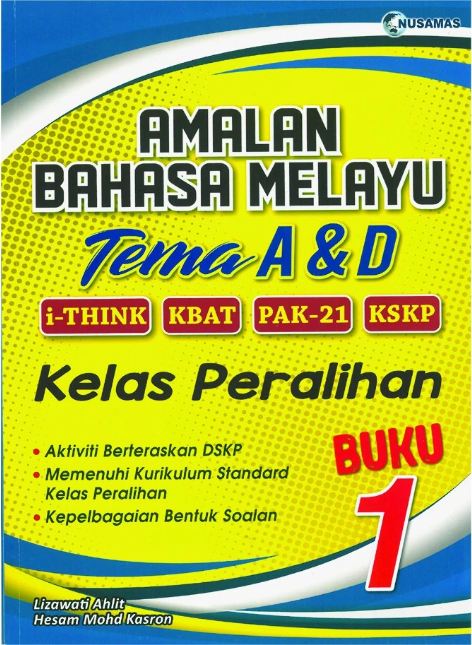 NUSAMAS
AMALAN
BAHASA MELAYU
Tema A & D
i-THINK KBAT PAK-21 KSKP
Kelas Peralihan
• Aktiviti Berteraskan DSKP
• Memenuhi Kurikulum Standard
Kelas Peralihan
• Kepelbagaian Bentuk Soalan
BUKU
1
Lizawati Ahlit
Hesam Mohd Kasron